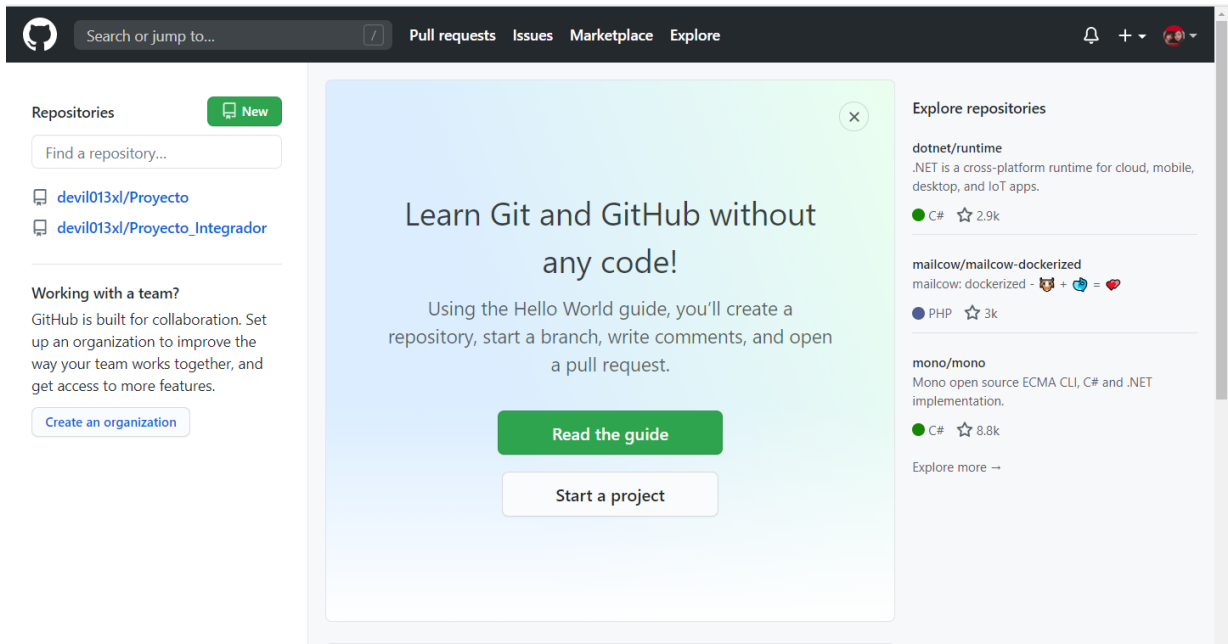 Search or jump to... /
Pull requests Issues Marketplace Explore
Repositories
New
Find a repository...
devil013xl/Proyecto
devil013xl/Proyecto_Integrador
Working with a team?
GitHub is built for collaboration. Set
up an organization to improve the
way your team works together, and
get access to more features.
Create an organization
Learn Git and GitHub without
any code!
Using the Hello World guide, you’ll create a
repository, start a branch, write comments, and open
a pull request.
Read the guide
Start a project
Explore repositories
dotnet/runtime
.NET is a cross-platform runtime for cloud, mobile,
desktop, and IoT apps.
C# 2.9k
mailcow/mailcow-dockerized
mailcow: dockerized - 🐮 + 🐋 = 💕
PHP 3k
mono/mono
Mono open source ECMA CLI, C# and .NET
implementation.
C# 8.8k
Explore more →